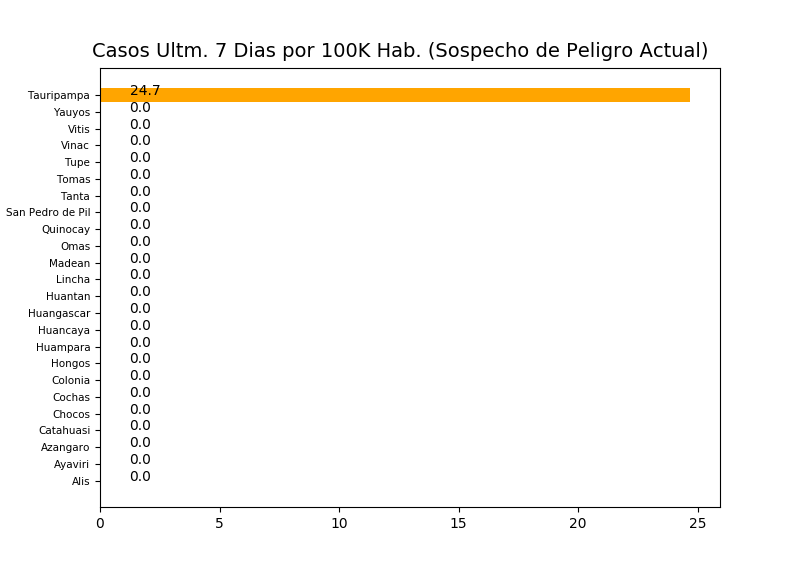 Casos Ultm. 7 Dias por 100K Hab. (Sospecho de Peligro Actual)
Tauripampa 24.7
Yauyos 0.0
Vitis 0.0
Vinac 0.0
Tupe 0.0
Tomas 0.0
Tanta 0.0
San Pedro de Pil 0.0
Quinocay 0.0
Omas 0.0
Madean 0.0
Lincha 0.0
Huantan 0.0
Huangascar 0.0
Huancaya 0.0
Huampara 0.0
Hongos 0.0
Colonia 0.0
Cochas 0.0
Chocos 0.0
Catahuasi 0.0
Azangaro 0.0
Ayaviri 0.0
Alis 0.0
0 5 10 15 20 25